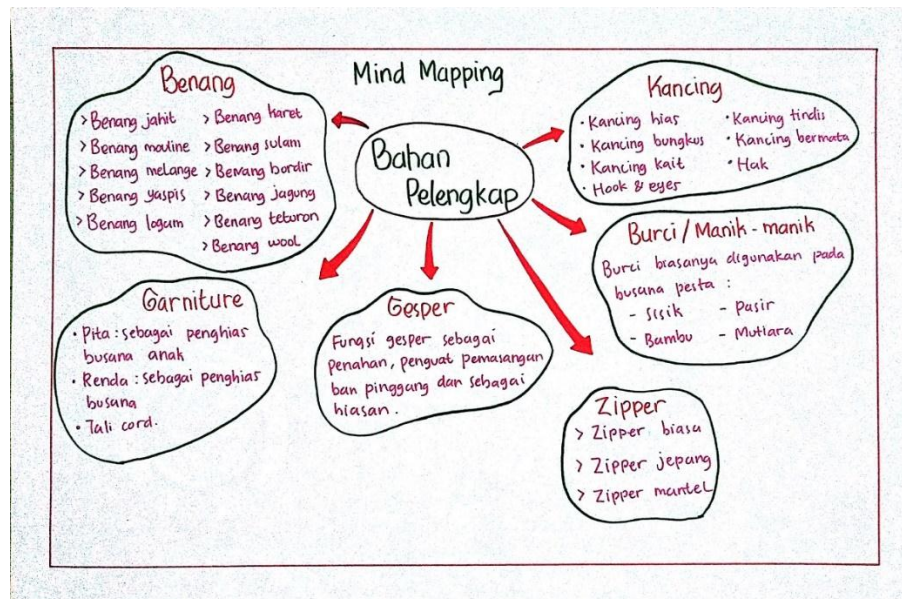 Mind Mapping
Bahan
Pelengkap
Benang
> Benang jahit
> Benang mouline
> Benang melange
> Benang yaspis
> Benang logam
> Benang karet
> Benang sulam
> Benang bordir
> Benang jagung
> Benang teturon
> Benang wool
Kancing
• Kancing hias
• Kancing bungkus
• Kancing kait
• Hook & eyes
• Kancing tindis
• Kancing bermata
• Hak
Burci / Manik - manik
Burci biasanya digunakan pada
busana pesta :
- Sisik
- Bambu
- Pasir
- Mutiara
Garniture
• Pita : sebagai penghias
busana anak
• Renda : sebagai penghias
busana
• Tali cord.
Gesper
Fungsi gesper sebagai
penahan, penguat pemasangan
ban pinggang dan sebagai
hiasan.
Zipper
> Zipper biasa
> Zipper jepang
> Zipper mantel